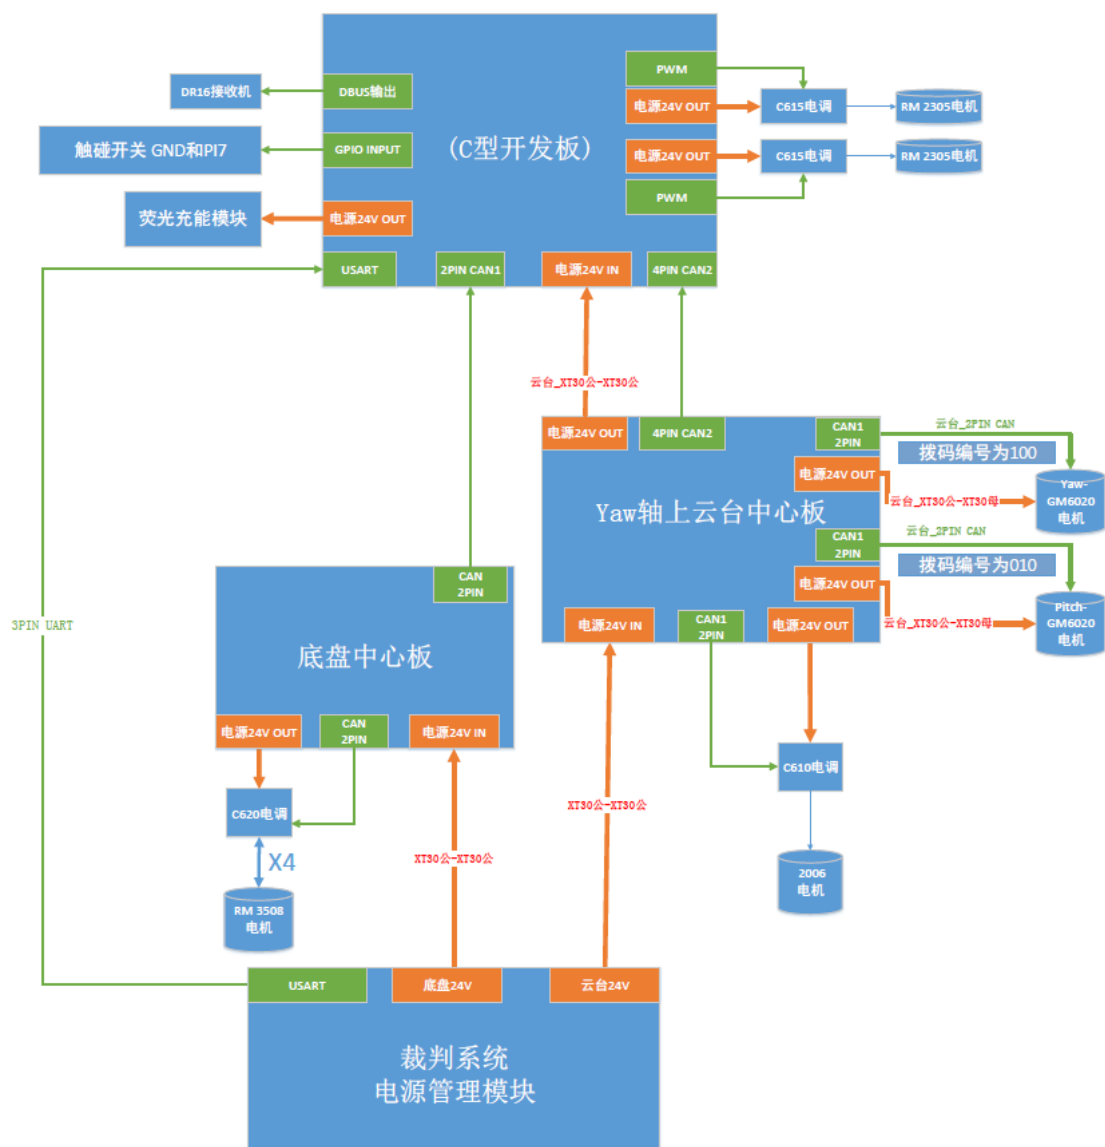 PWM
DR16接收机
DBUS输出
电源24V OUT
C615电调
RM 2305电机
触碰开关 GND和PI7
GPIO INPUT
(C型开发板)
电源24V OUT
C615电调
RM 2305电机
荧光充能模块
电源24V OUT
PWM
USART
2PIN CAN1
电源24V IN
4PIN CAN2
云台_XT30公-XT30公
电源24V OUT
4PIN CAN2
CAN1
2PIN
云台_2PIN CAN
拨码编号为100
电源24V OUT
云台_XT30公-XT30母
Yaw-
GM6020
电机
Yaw轴上云台中心板
CAN1
2PIN
云台_2PIN CAN
拨码编号为010
电源24V OUT
云台_XT30公-XT30母
Pitch-
GM6020
电机
电源24V IN
CAN1
2PIN
电源24V OUT
CAN
2PIN
3PIN UART
底盘中心板
电源24V OUT
CAN
2PIN
电源24V IN
C610电调
C620电调
XT30公-XT30公
X4
XT30公-XT30公
2006
电机
RM 3508
电机
USART
底盘24V
云台24V
裁判系统
电源管理模块